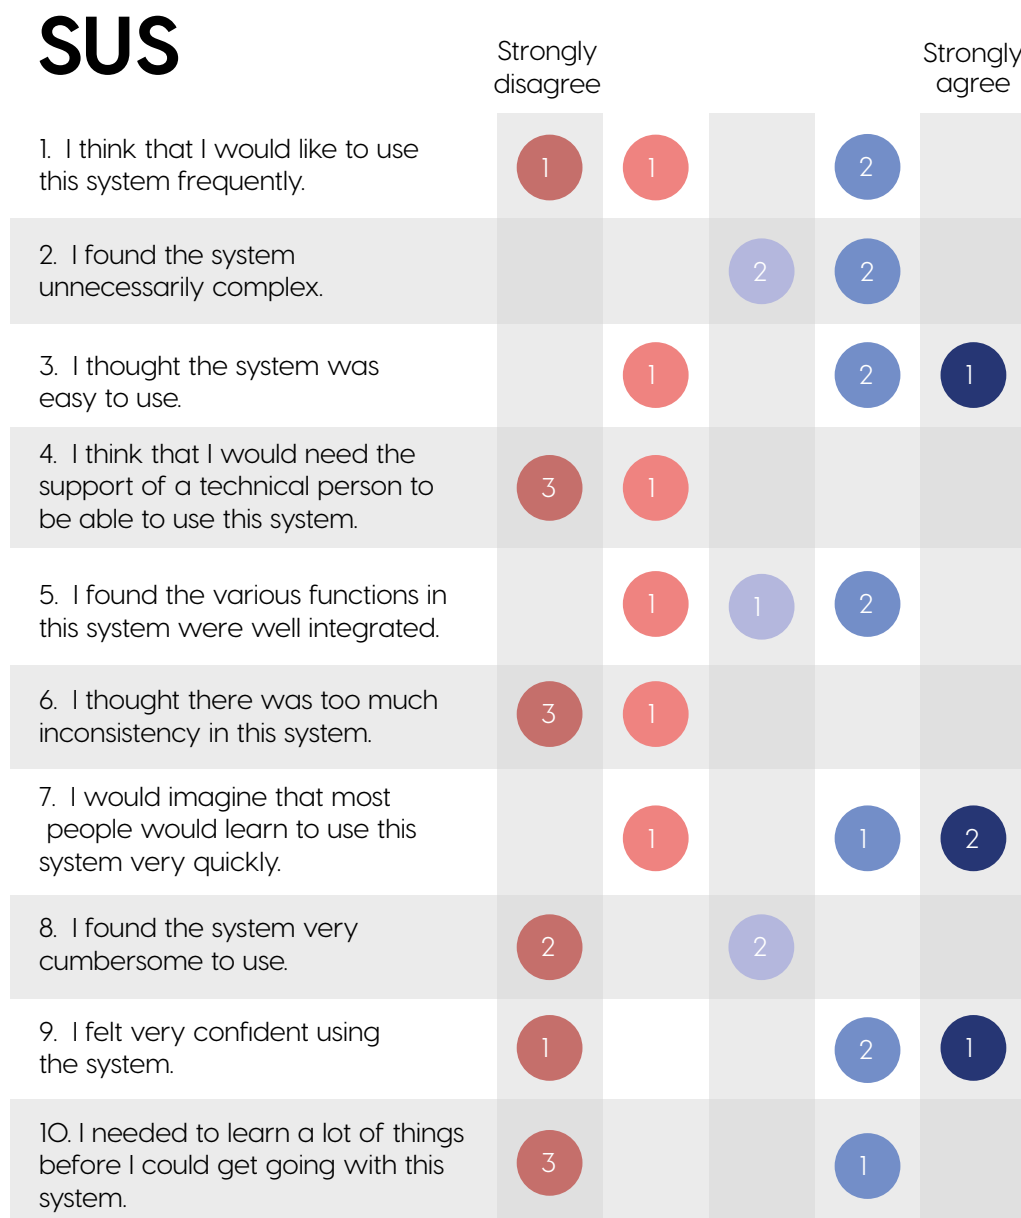 SUS
Strongly
disagree
Strongly
agree
1. I think that I would like to use
this system frequently.
1
1
2
2. I found the system
unnecessarily complex.
2
2
3. I thought the system was
easy to use.
1
2
1
4. I think that I would need the
support of a technical person to
be able to use this system.
3
1
5. I found the various functions in
this system were well integrated.
1
1
2
6. I thought there was too much
inconsistency in this system.
3
1
7. I would imagine that most
people would learn to use this
system very quickly.
1
1
2
8. I found the system very
cumbersome to use.
2
2
9. I felt very confident using
the system.
1
2
1
10. I needed to learn a lot of things
before I could get going with this
system.
3
1